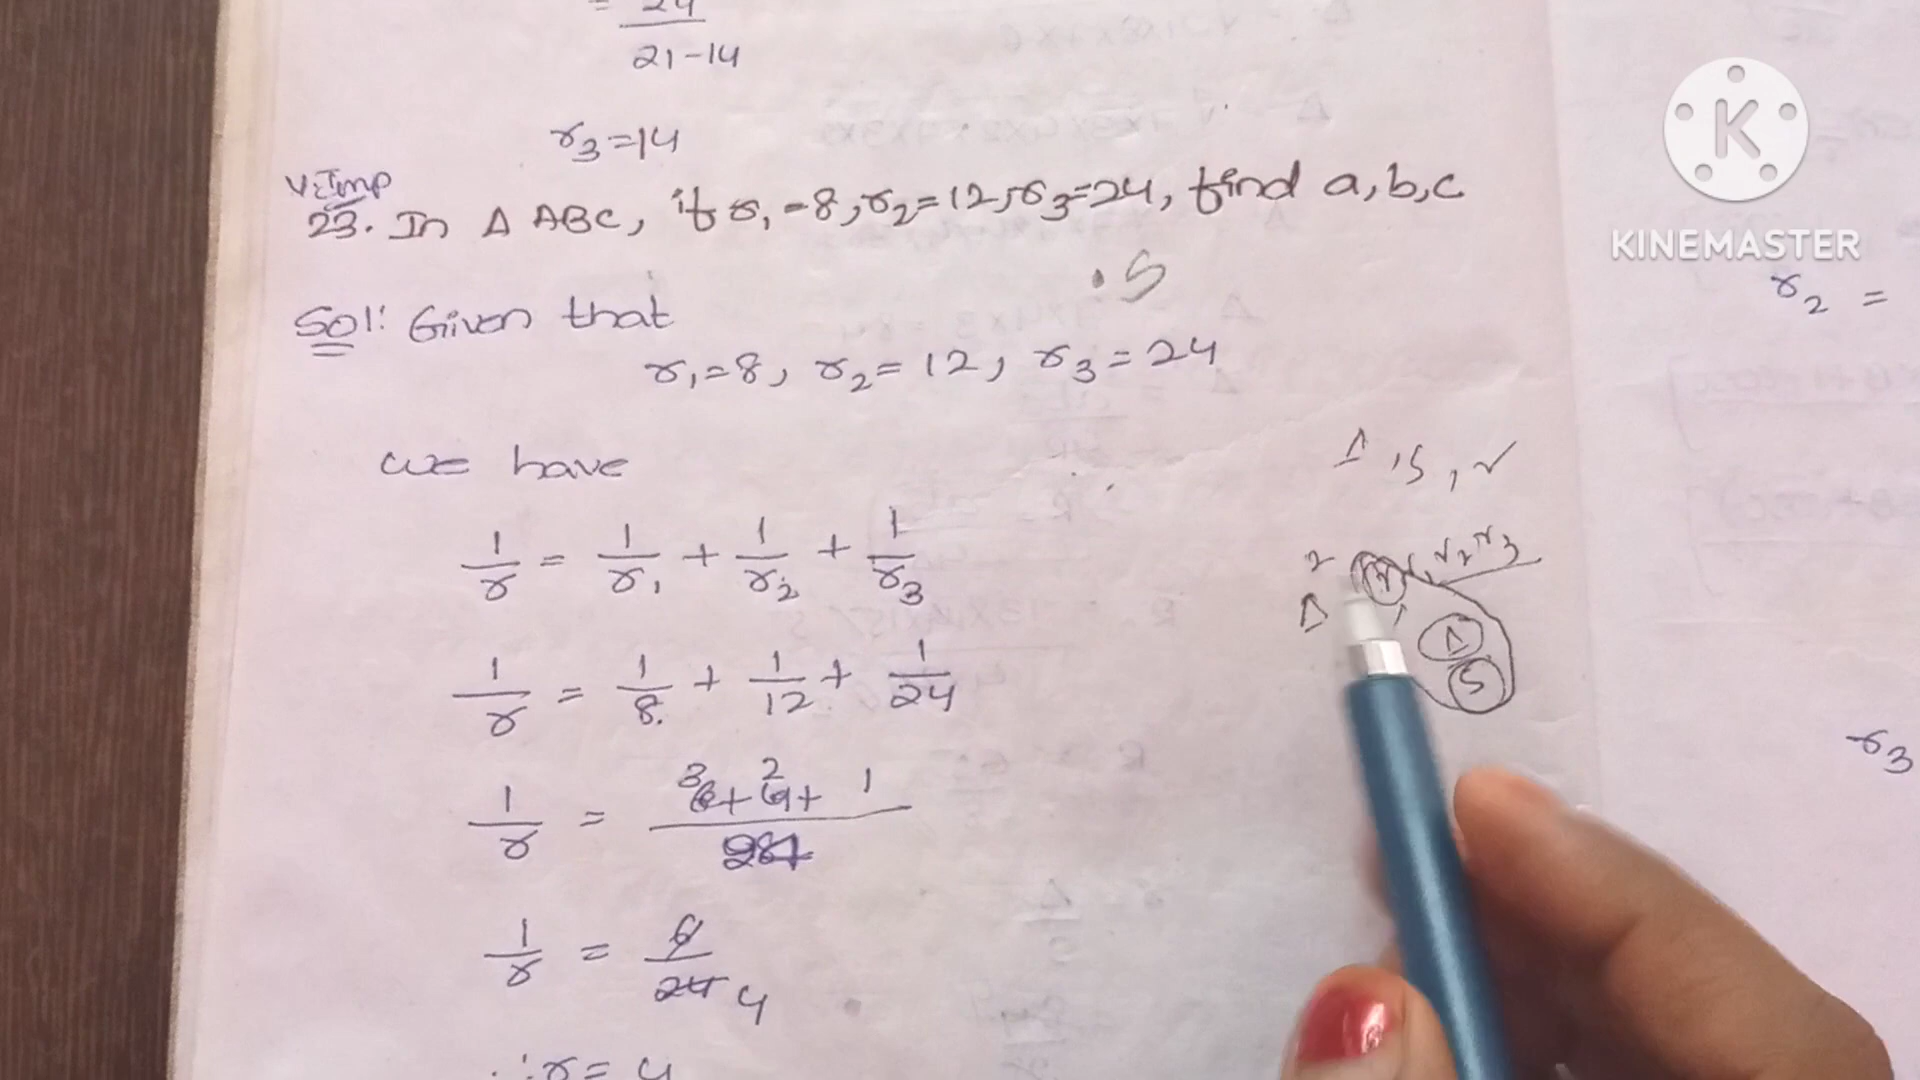 24
21-14
r₃=14
V.Imp
23. In Δ ABC, if r₁=8, r₂=12, r₃=24, find a, b, c
.S
Sol: Given that
r₁=8, r₂=12, r₃=24
we have
Δ, S, r
1/r = 1/r₁ + 1/r₂ + 1/r₃
r₂r₃
Δ
Δ
S
1/r = 1/8 + 1/12 + 1/24
1/r = 3+2+1
24
1/r = 6/24 4
∴ r = 4
r₂ =
r₃
K
KINEMASTER